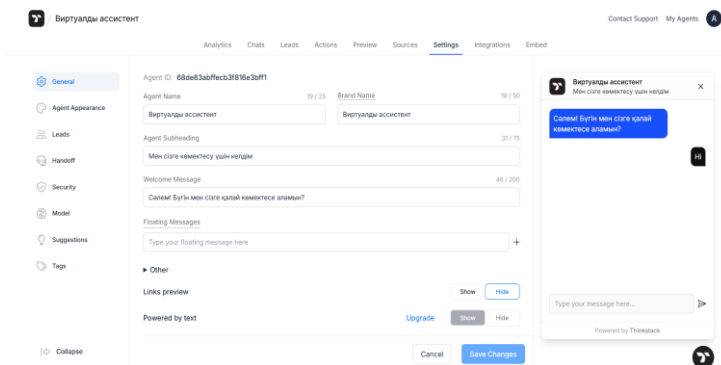 Виртуалды ассистент
Contact Support My Agents A
Analytics Chats Leads Actions Preview Sources Settings Integrations Embed
General
Agent Appearance
Leads
Handoff
Security
Model
Suggestions
Tags
Collapse
Agent ID: 68de83abffecb3f816e3bff1
Agent Name 19 / 25 Brand Name 19 / 50
Виртуалды ассистент Виртуалды ассистент
Agent Subheading 31 / 75
Мен сізге көмектесу үшін келдім
Welcome Message 46 / 200
Сәлем! Бүгін мен сізге қалай көмектесе аламын?
Floating Messages
Type your floating message here
Other
Links preview Show Hide
Powered by text Upgrade Show Hide
Cancel Save Changes
Виртуалды ассистент
Мен сізге көмектесу үшін келдім
Сәлем! Бүгін мен сізге қалай
көмектесе аламын?
Hi
Type your message here...
Powered by Thinkstack